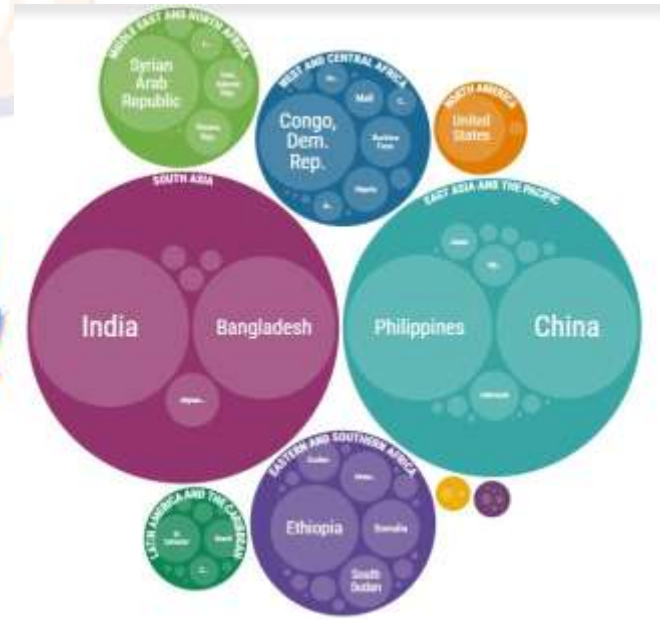 MIDDLE EAST AND NORTH AFRICA
Syrian
Arab
Republic
WEST AND CENTRAL AFRICA
Mali
Congo,
Dem.
Rep.
Burkina
Faso
Nigeria
NORTH AMERICA
United
States
SOUTH ASIA
India
Bangladesh
EAST ASIA AND THE PACIFIC
Philippines
China
EASTERN AND SOUTHERN AFRICA
Ethiopia
Somalia
South
Sudan
LATIN AMERICA AND THE CARIBBEAN
El
Salvador
Brazil